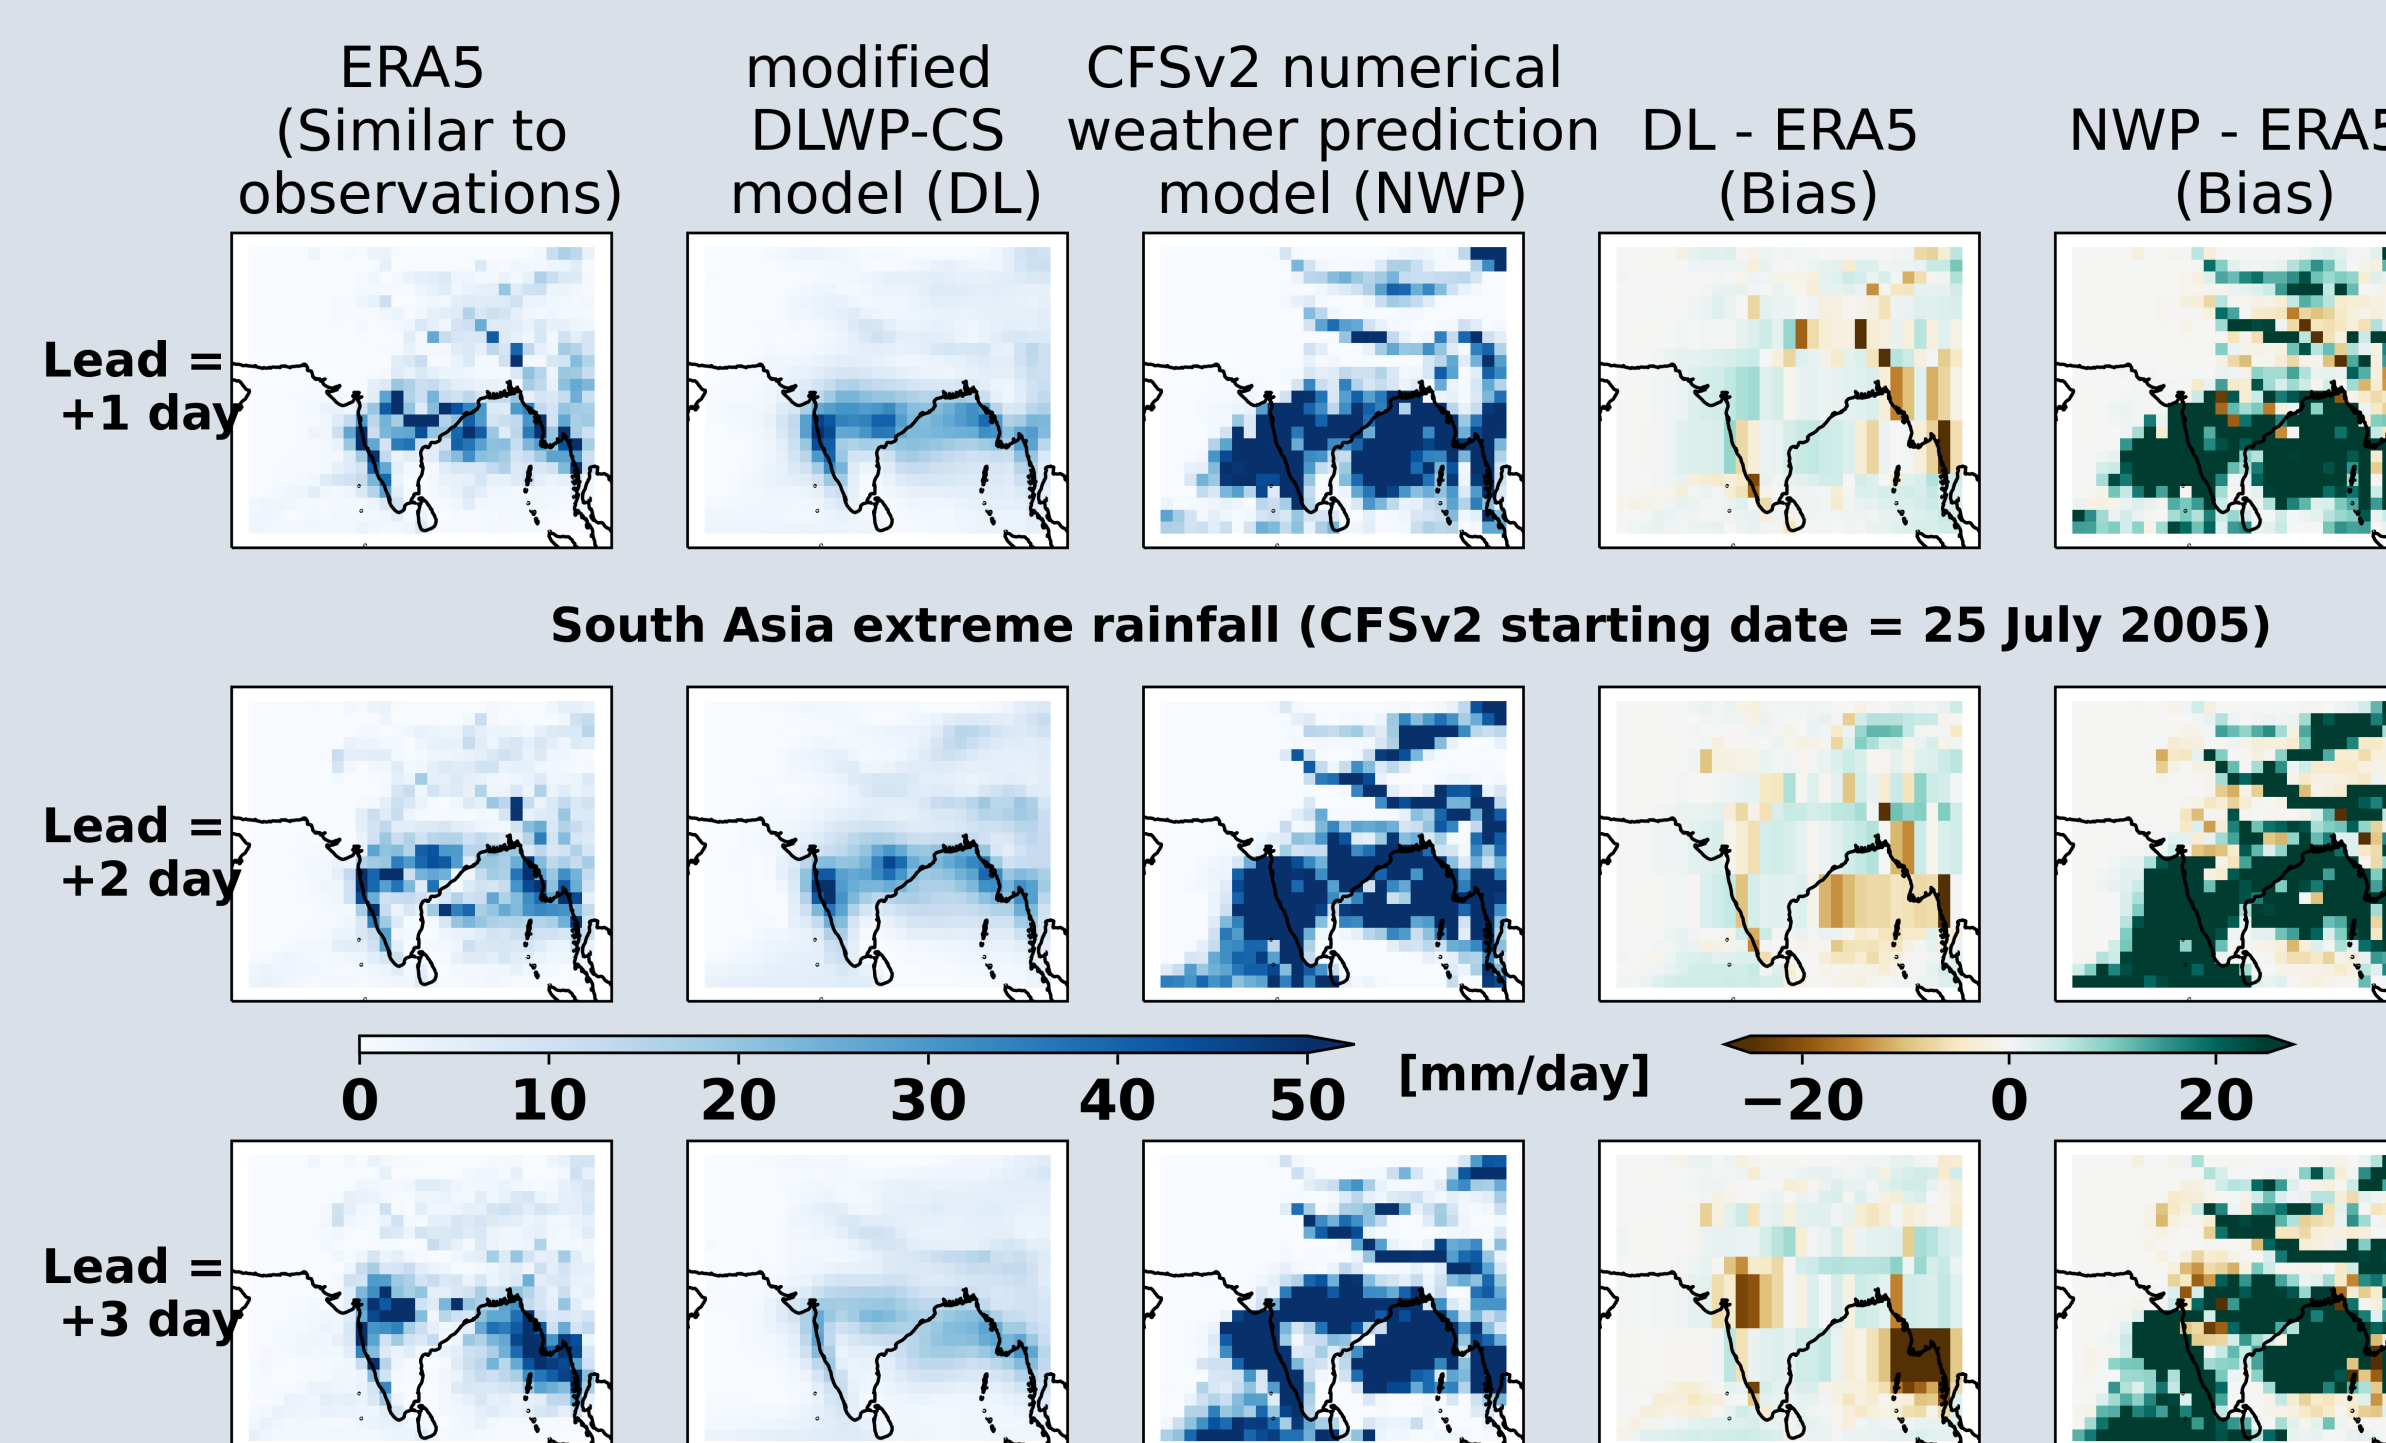 ERA5
(Similar to
observations)
modified
DLWP-CS
model (DL)
CFSv2 numerical
weather prediction
model (NWP)
DL - ERA5
(Bias)
NWP - ERA5
(Bias)
Lead =
+1 day
South Asia extreme rainfall (CFSv2 starting date = 25 July 2005)
Lead =
+2 day
0 10 20 30 40 50
[mm/day]
−20 0 20
Lead =
+3 day